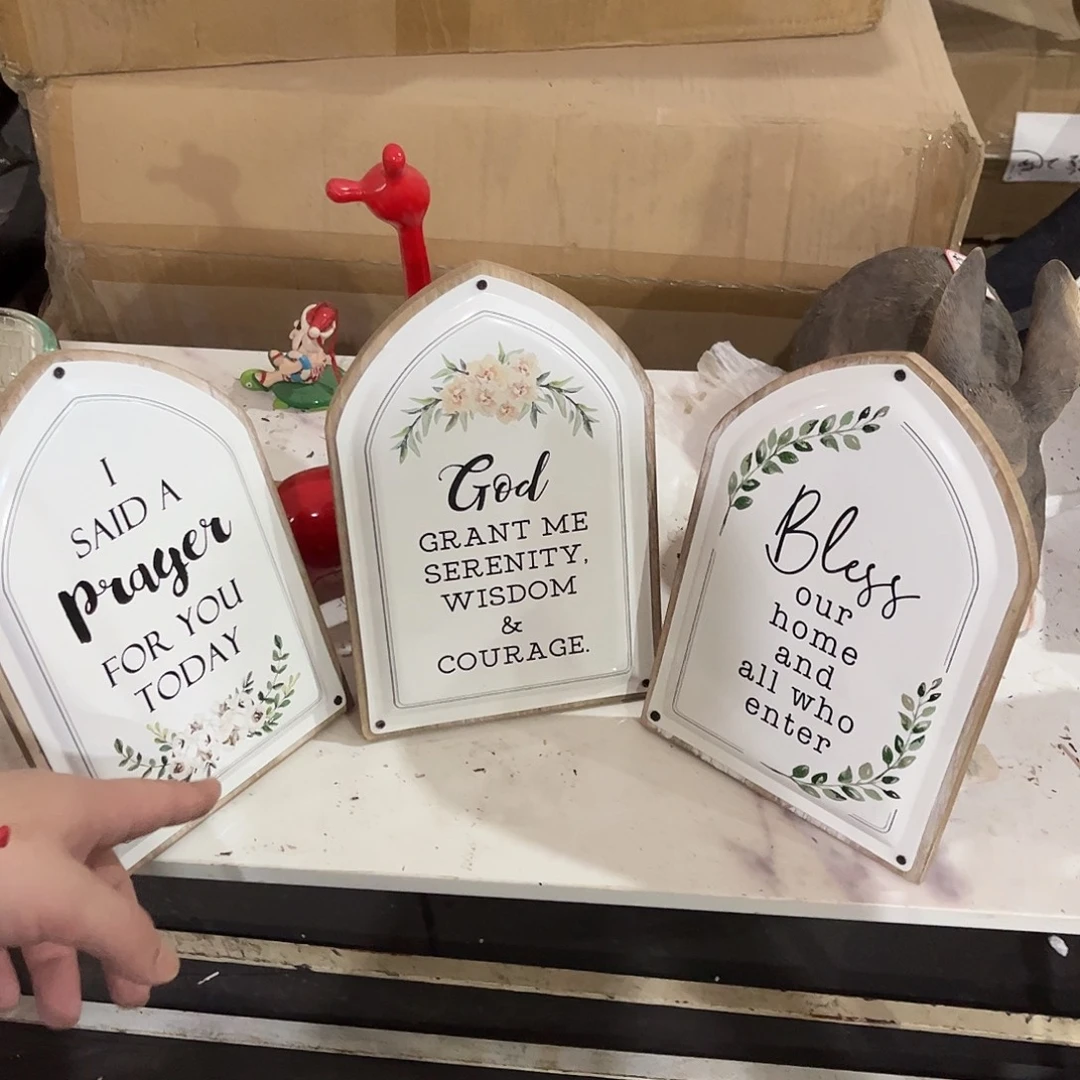 I
SAID A
prayer
FOR YOU
TODAY
God
GRANT ME
SERENITY,
WISDOM
&
COURAGE.
Bless
our
home
and
all who
enter